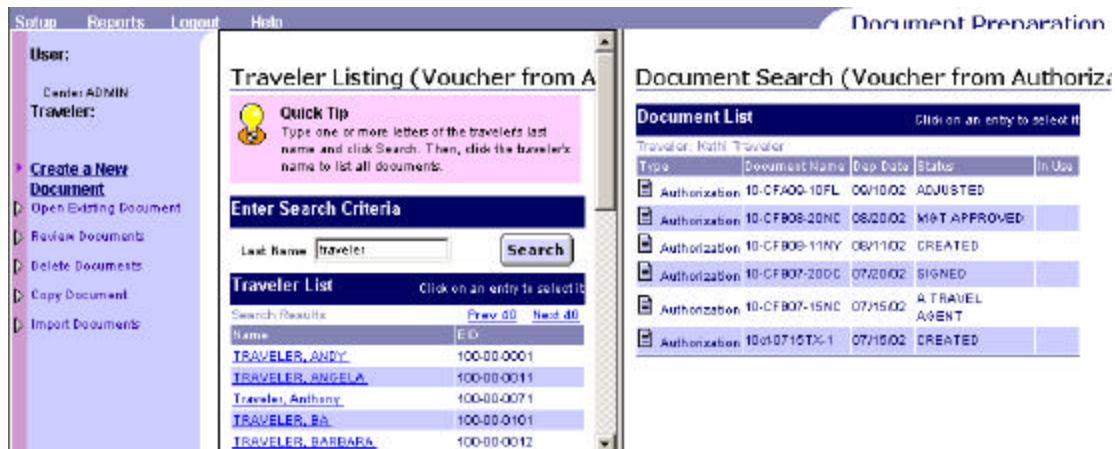 Setup Reports Logout Help
Document Preparation
User:
Center ADMIN
Traveler:
Create a New
Document
Open Existing Document
Review Documents
Delete Documents
Copy Document
Import Documents
Traveler Listing (Voucher from A
Quick Tip
Type one or more letters of the traveler's last
name and click Search. Then, click the traveler's
name to list all documents.
Enter Search Criteria
Last Name traveler Search
Traveler List Click on an entry to select it
Search Results Prev 40 Next 40
Name EID
TRAVELER, ANDY 100-00-0001
TRAVELER, ANGELA 100-00-0011
Traveler, Anthony 100-00-0071
TRAVELER, BA 100-00-0101
TRAVELER, BARBARA 100-00-0012
Document Search (Voucher from Authoriza
Document List Click on an entry to select it
Traveler: Kathi Traveler
Type Document Name Dep Date Status In Use
Authorization 10-CFA09-10FL 09/10/02 ADJUSTED
Authorization 10-CFB08-20NC 08/20/02 MGT APPROVED
Authorization 08/11/02 CREATED
Authorization 10-CFB07-20DC 07/20/02 SIGNED
Authorization 10-CFB07-15NC 07/15/02 A TRAVEL
AGENT
Authorization 07/15/02 CREATED